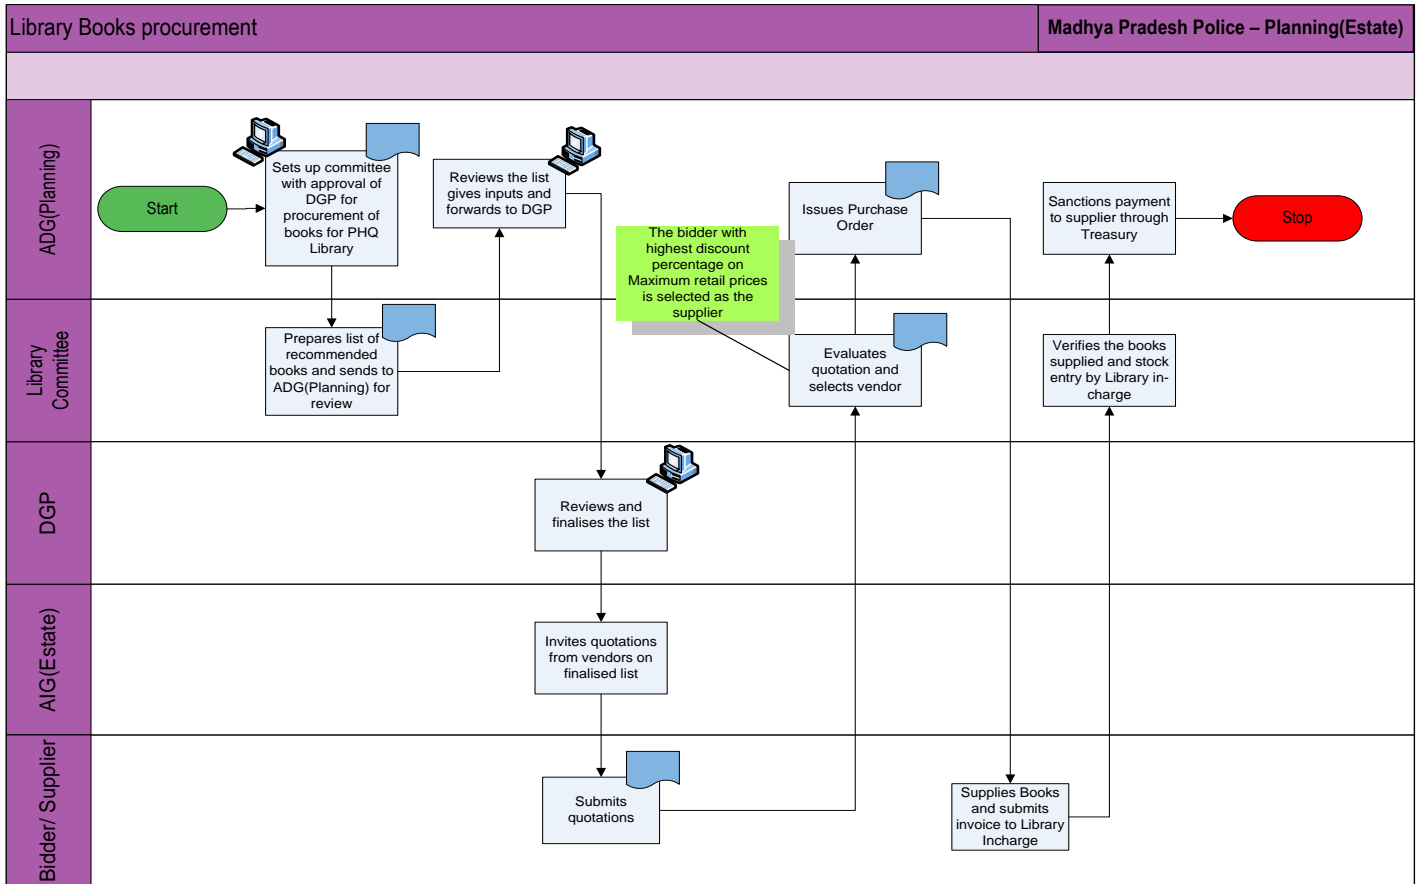 Library Books procurement
Madhya Pradesh Police – Planning(Estate)
ADG(Planning)
Start
Sets up committee
with approval of
DGP for
procurement of
books for PHQ
Library
Reviews the list
gives inputs and
forwards to DGP
Issues Purchase
Order
Sanctions payment
to supplier through
Treasury
Stop
The bidder with
highest discount
percentage on
Maximum retail prices
is selected as the
supplier
Library
Committee
Prepares list of
recommended
books and sends to
ADG(Planning) for
review
Evaluates
quotation and
selects vendor
Verifies the books
supplied and stock
entry by Library in-
charge
DGP
Reviews and
finalises the list
AIG(Estate)
Invites quotations
from vendors on
finalised list
Bidder/ Supplier
Submits
quotations
Supplies Books
and submits
invoice to Library
Incharge